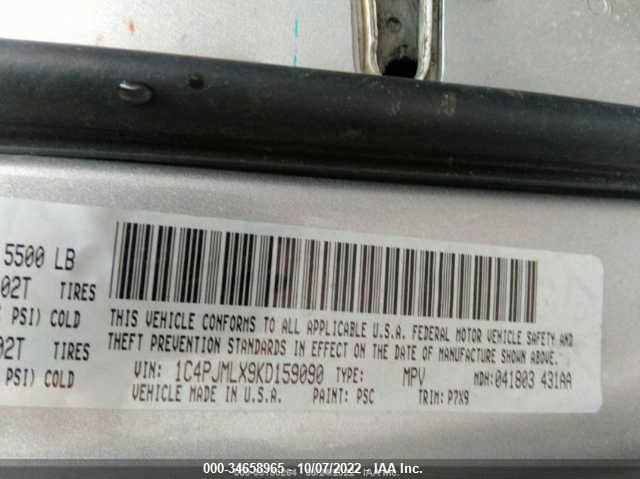 5500 LB
02T TIRES
PSI) COLD
02T TIRES
PSI) COLD
THIS VEHICLE CONFORMS TO ALL APPLICABLE U.S.A. FEDERAL MOTOR VEHICLE SAFETY AND
THEFT PREVENTION STANDARDS IN EFFECT ON THE DATE OF MANUFACTURE SHOWN ABOVE.
VIN: 1C4PJMLX9KD159090 TYPE: MPV MDH: 041803 431AA
VEHICLE MADE IN U.S.A. PAINT: PSC TRIM: P7X9
000-34658965 - 10/07/2022 - IAA Inc.